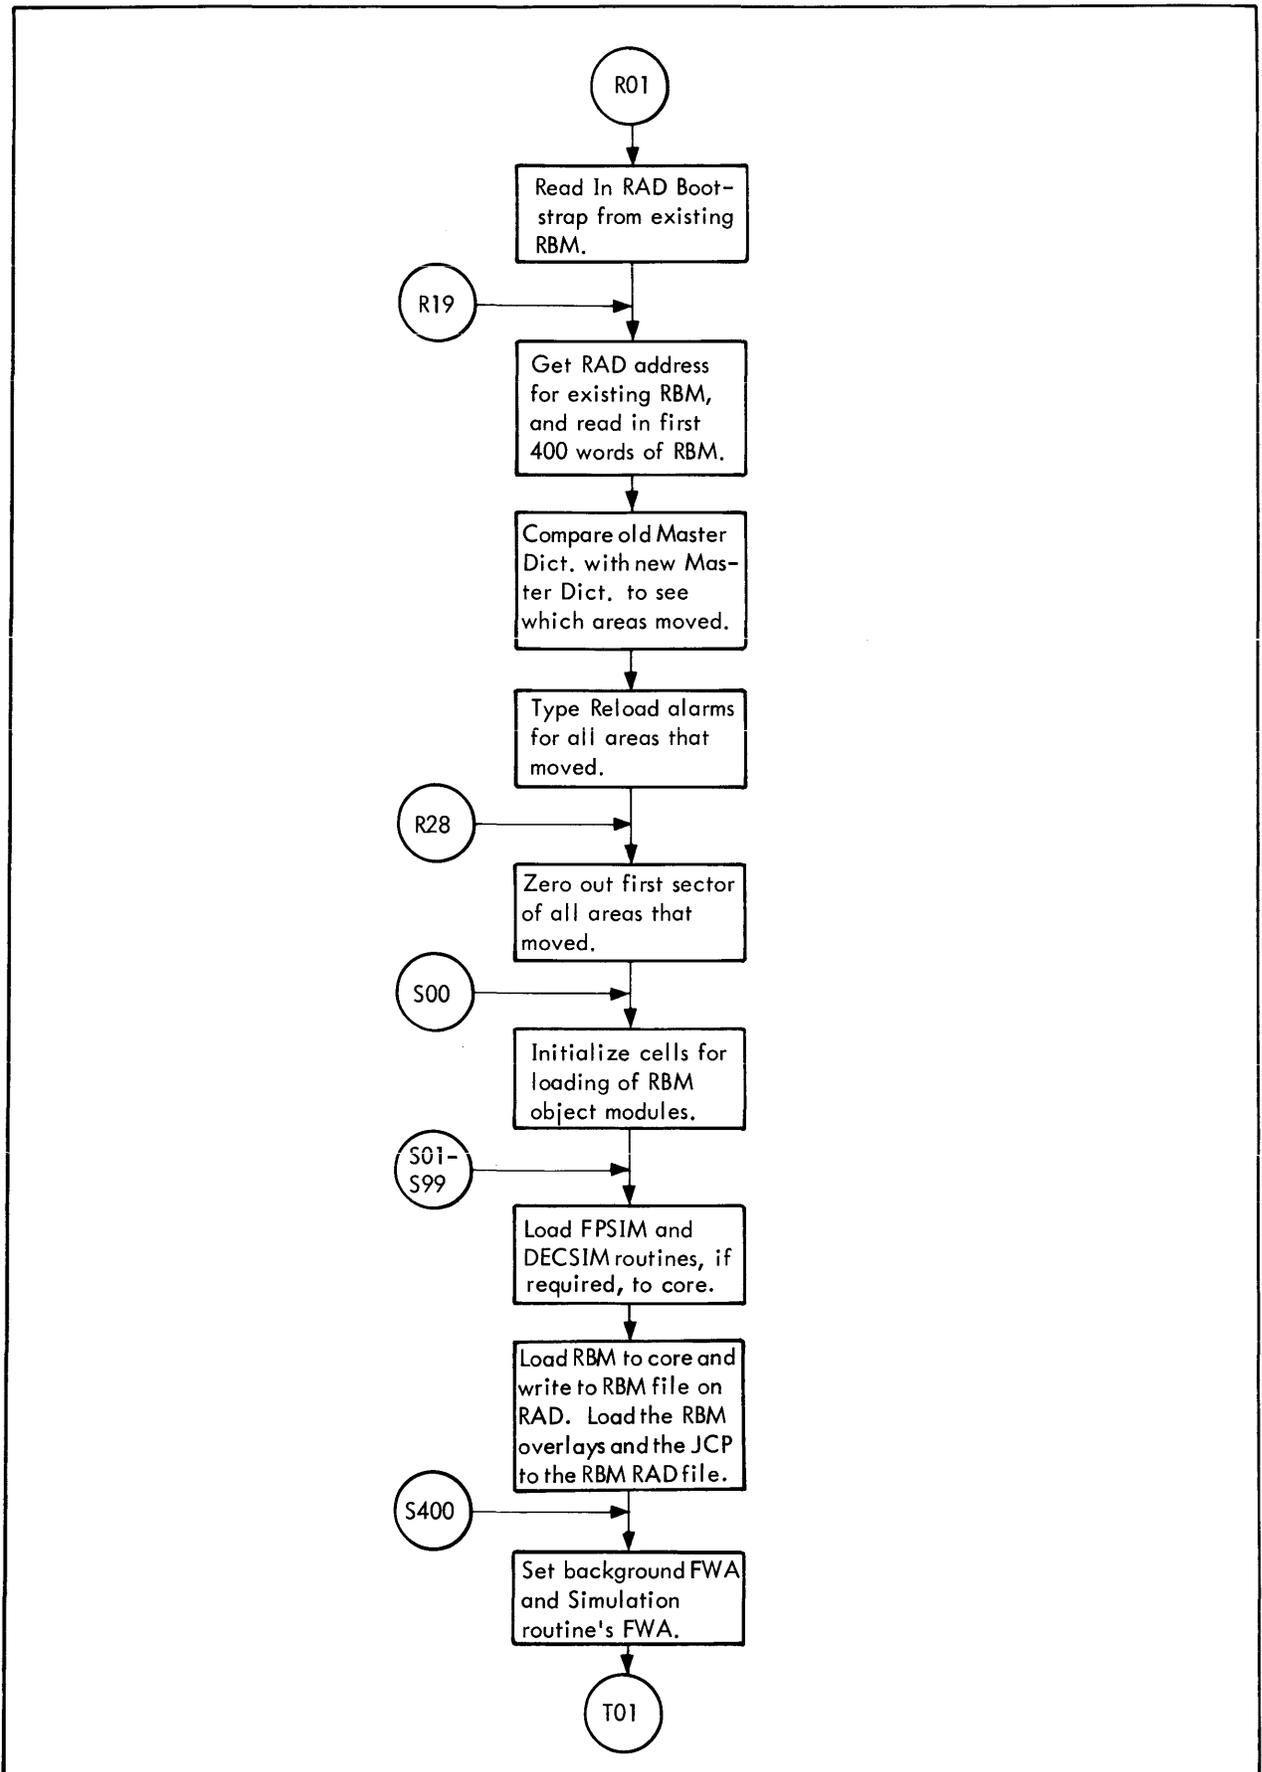 R01
Read In RAD Boot-
strap from existing
RBM.
R19
Get RAD address
for existing RBM,
and read in first
400 words of RBM.
Compare old Master
Dict. with new Mas-
ter Dict. to see
which areas moved.
Type Reload alarms
for all areas that
moved.
R28
Zero out first sector
of all areas that
moved.
S00
Initialize cells for
loading of RBM
object modules.
S01-
S99
Load FPSIM and
DECSIM routines, if
required, to core.
Load RBM to core and
write to RBM file on
RAD. Load the RBM
overlays and the JCP
to the RBM RAD file.
S400
Set background FWA
and Simulation
routine's FWA.
T01